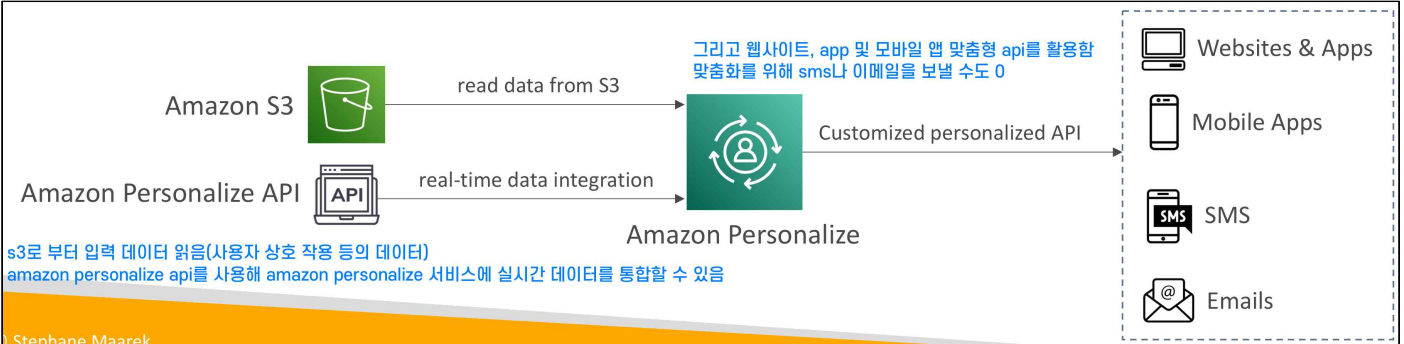 그리고 웹사이트, app 및 모바일 앱 맞춤형 api를 활용함
맞춤화를 위해 sms나 이메일을 보낼 수도 0
Amazon S3
read data from S3
Amazon Personalize API
API
real-time data integration
Amazon Personalize
Customized personalized API
Websites & Apps
Mobile Apps
SMS
SMS
@
Emails
s3로 부터 입력 데이터 읽음(사용자 상호 작용 등의 데이터)
amazon personalize api를 사용해 amazon personalize 서비스에 실시간 데이터를 통합할 수 있음
Stephane Maarek